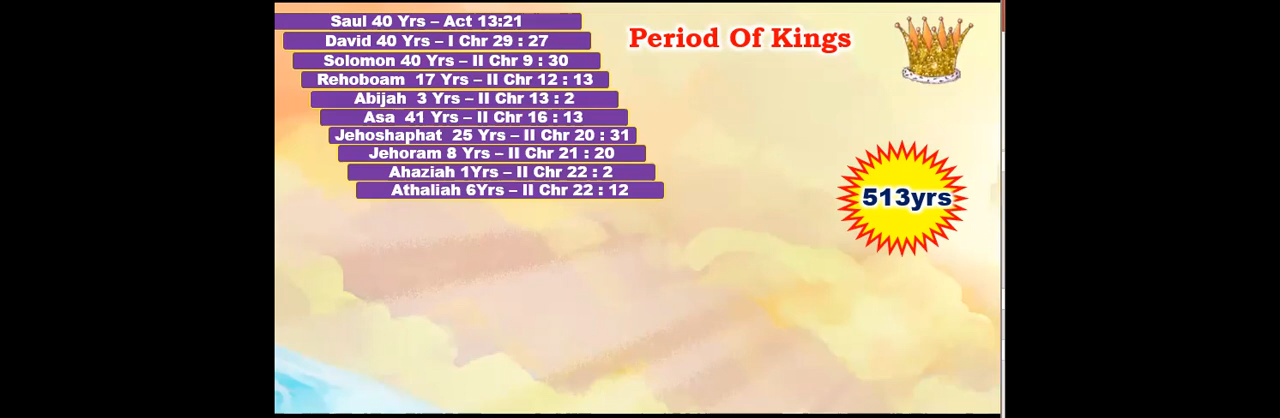 Saul 40 Yrs – Act 13:21
David 40 Yrs – I Chr 29 : 27
Solomon 40 Yrs – II Chr 9 : 30
Rehoboam  17 Yrs – II Chr 12 : 13
Abijah  3 Yrs – II Chr 13 : 2
Asa  41 Yrs – II Chr 16 : 13
Jehoshaphat  25 Yrs – II Chr 20 : 31
Jehoram 8 Yrs – II Chr 21 : 20
Ahaziah 1Yrs – II Chr 22 : 2
Athaliah 6Yrs – II Chr 22 : 12
Period Of Kings
513yrs